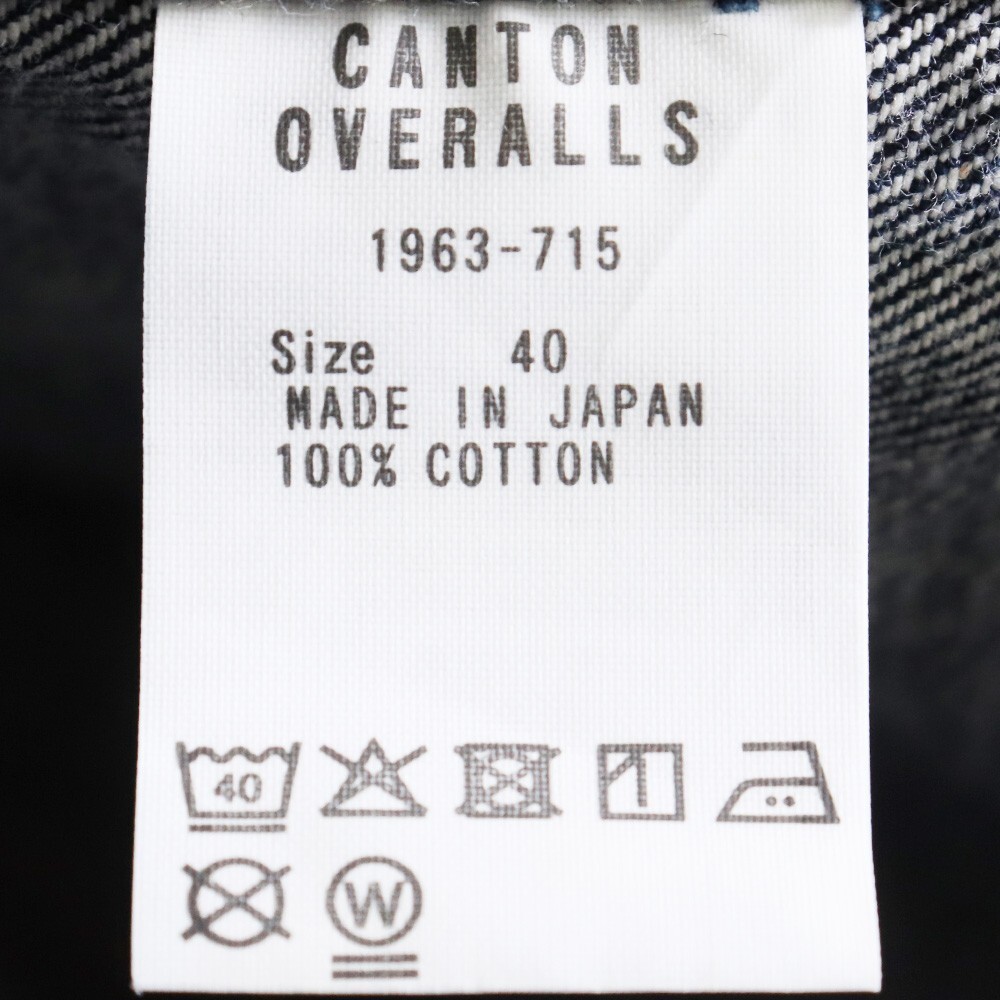 CANTON
OVERALLS
1963-715
Size 40
MADE IN JAPAN
100% COTTON
40
W